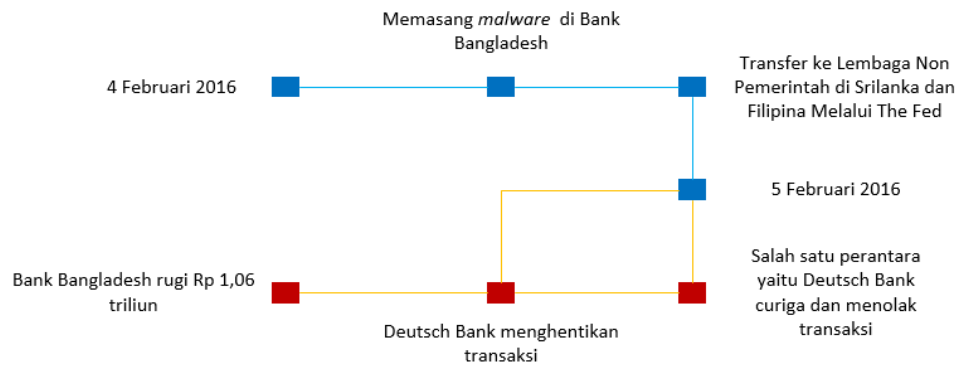 Memasang malware di Bank
Bangladesh
4 Februari 2016
Transfer ke Lembaga Non
Pemerintah di Srilanka dan
Filipina Melalui The Fed
5 Februari 2016
Bank Bangladesh rugi Rp 1,06
triliun
Deutsch Bank menghentikan
transaksi
Salah satu perantara
yaitu Deutsch Bank
curiga dan menolak
transaksi